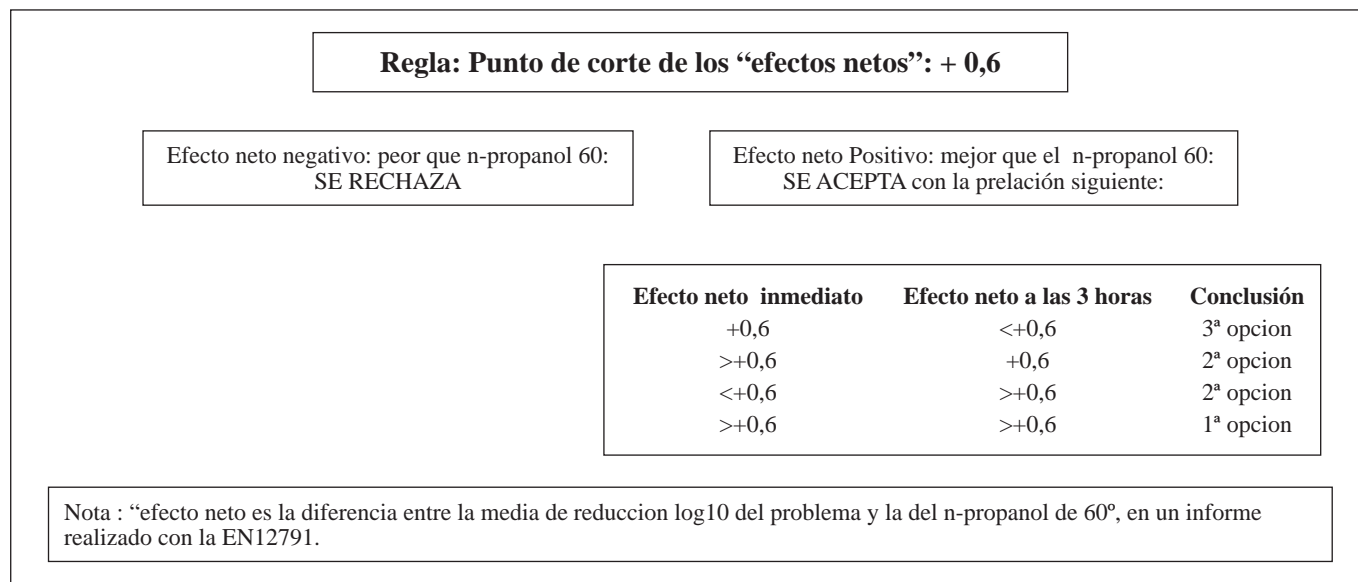 Regla: Punto de corte de los “efectos netos”: + 0,6
Efecto neto negativo: peor que n-propanol 60:
SE RECHAZA
Efecto neto Positivo: mejor que el n-propanol 60:
SE ACEPTA con la prelación siguiente:
Efecto neto inmediato Efecto neto a las 3 horas Conclusión
+0,6 <+0,6 3ª opcion
>+0,6 +0,6 2ª opcion
<+0,6 >+0,6 2ª opcion
>+0,6 >+0,6 1ª opcion
Nota : “efecto neto es la diferencia entre la media de reduccion log10 del problema y la del n-propanol de 60º, en un informe
realizado con la EN12791.